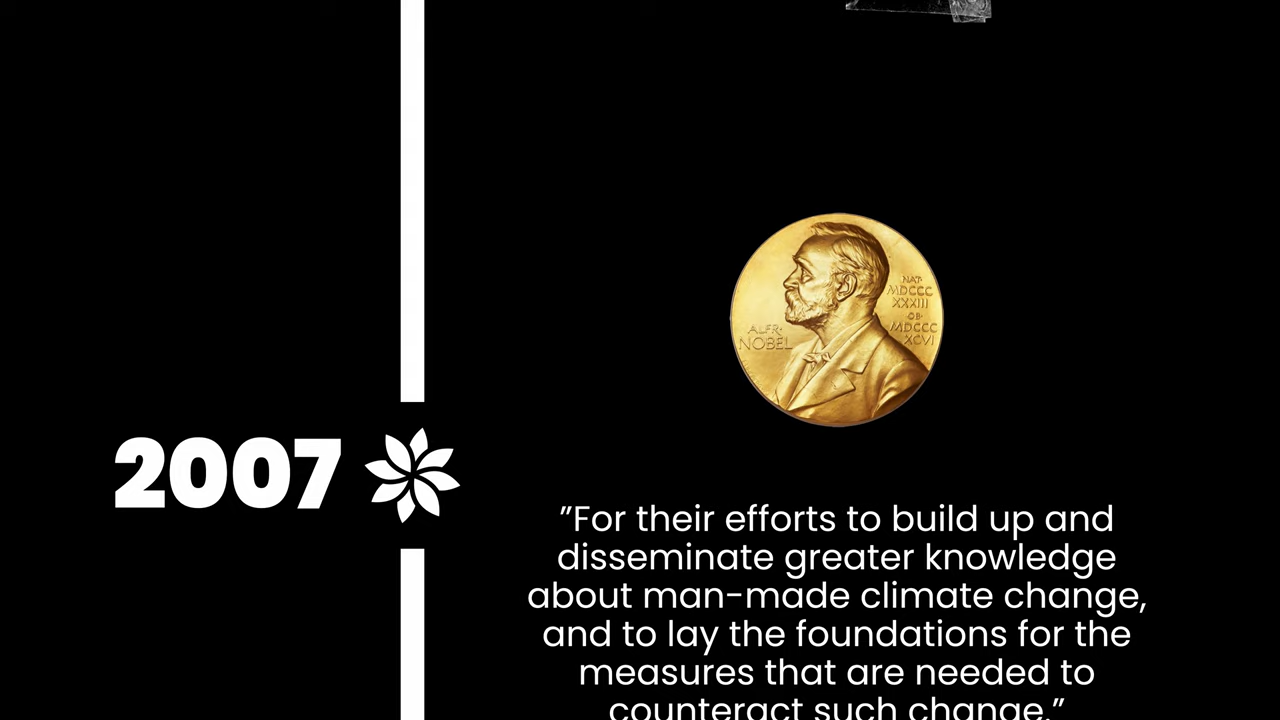 ALFR·
NOBEL
NAT·
MDCCC
XXXIII
OB·
MDCCC
XCVI
2007
”For their efforts to build up and
disseminate greater knowledge
about man-made climate change,
and to lay the foundations for the
measures that are needed to
counteract such change.”